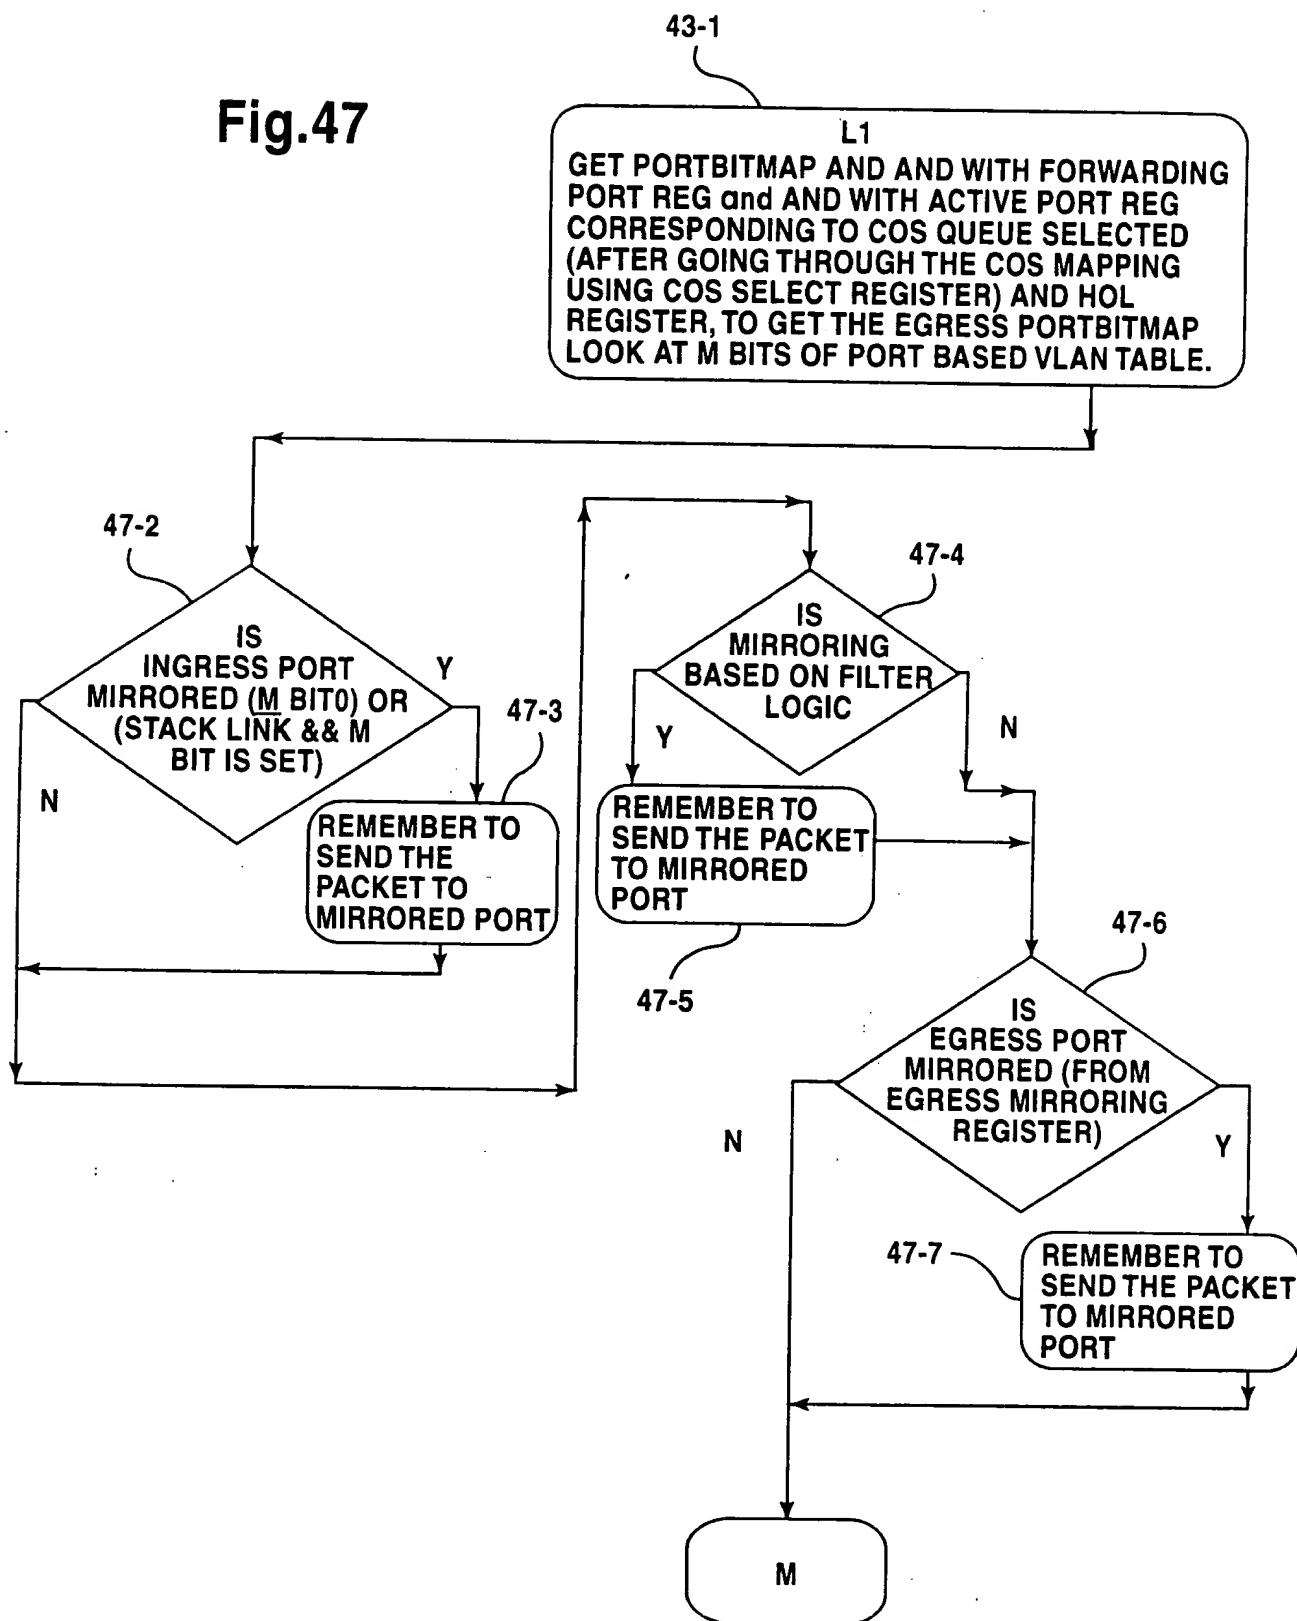 Fig.47
43-1
L1
GET PORTBITMAP AND AND WITH FORWARDING
PORT REG and AND WITH ACTIVE PORT REG
CORRESPONDING TO COS QUEUE SELECTED
(AFTER GOING THROUGH THE COS MAPPING
USING COS SELECT REGISTER) AND HOL
REGISTER, TO GET THE EGRESS PORTBITMAP
LOOK AT M BITS OF PORT BASED VLAN TABLE.
47-2
IS
INGRESS PORT
MIRRORED (M BIT0) OR
(STACK LINK && M
BIT IS SET)
Y
N
47-3
REMEMBER TO
SEND THE
PACKET TO
MIRRORED PORT
47-4
IS
MIRRORING
BASED ON FILTER
LOGIC
Y
N
REMEMBER TO
SEND THE PACKET
TO MIRRORED
PORT
47-5
47-6
IS
EGRESS PORT
MIRRORED (FROM
EGRESS MIRRORING
REGISTER)
N
Y
47-7
REMEMBER TO
SEND THE PACKET
TO MIRRORED
PORT
M